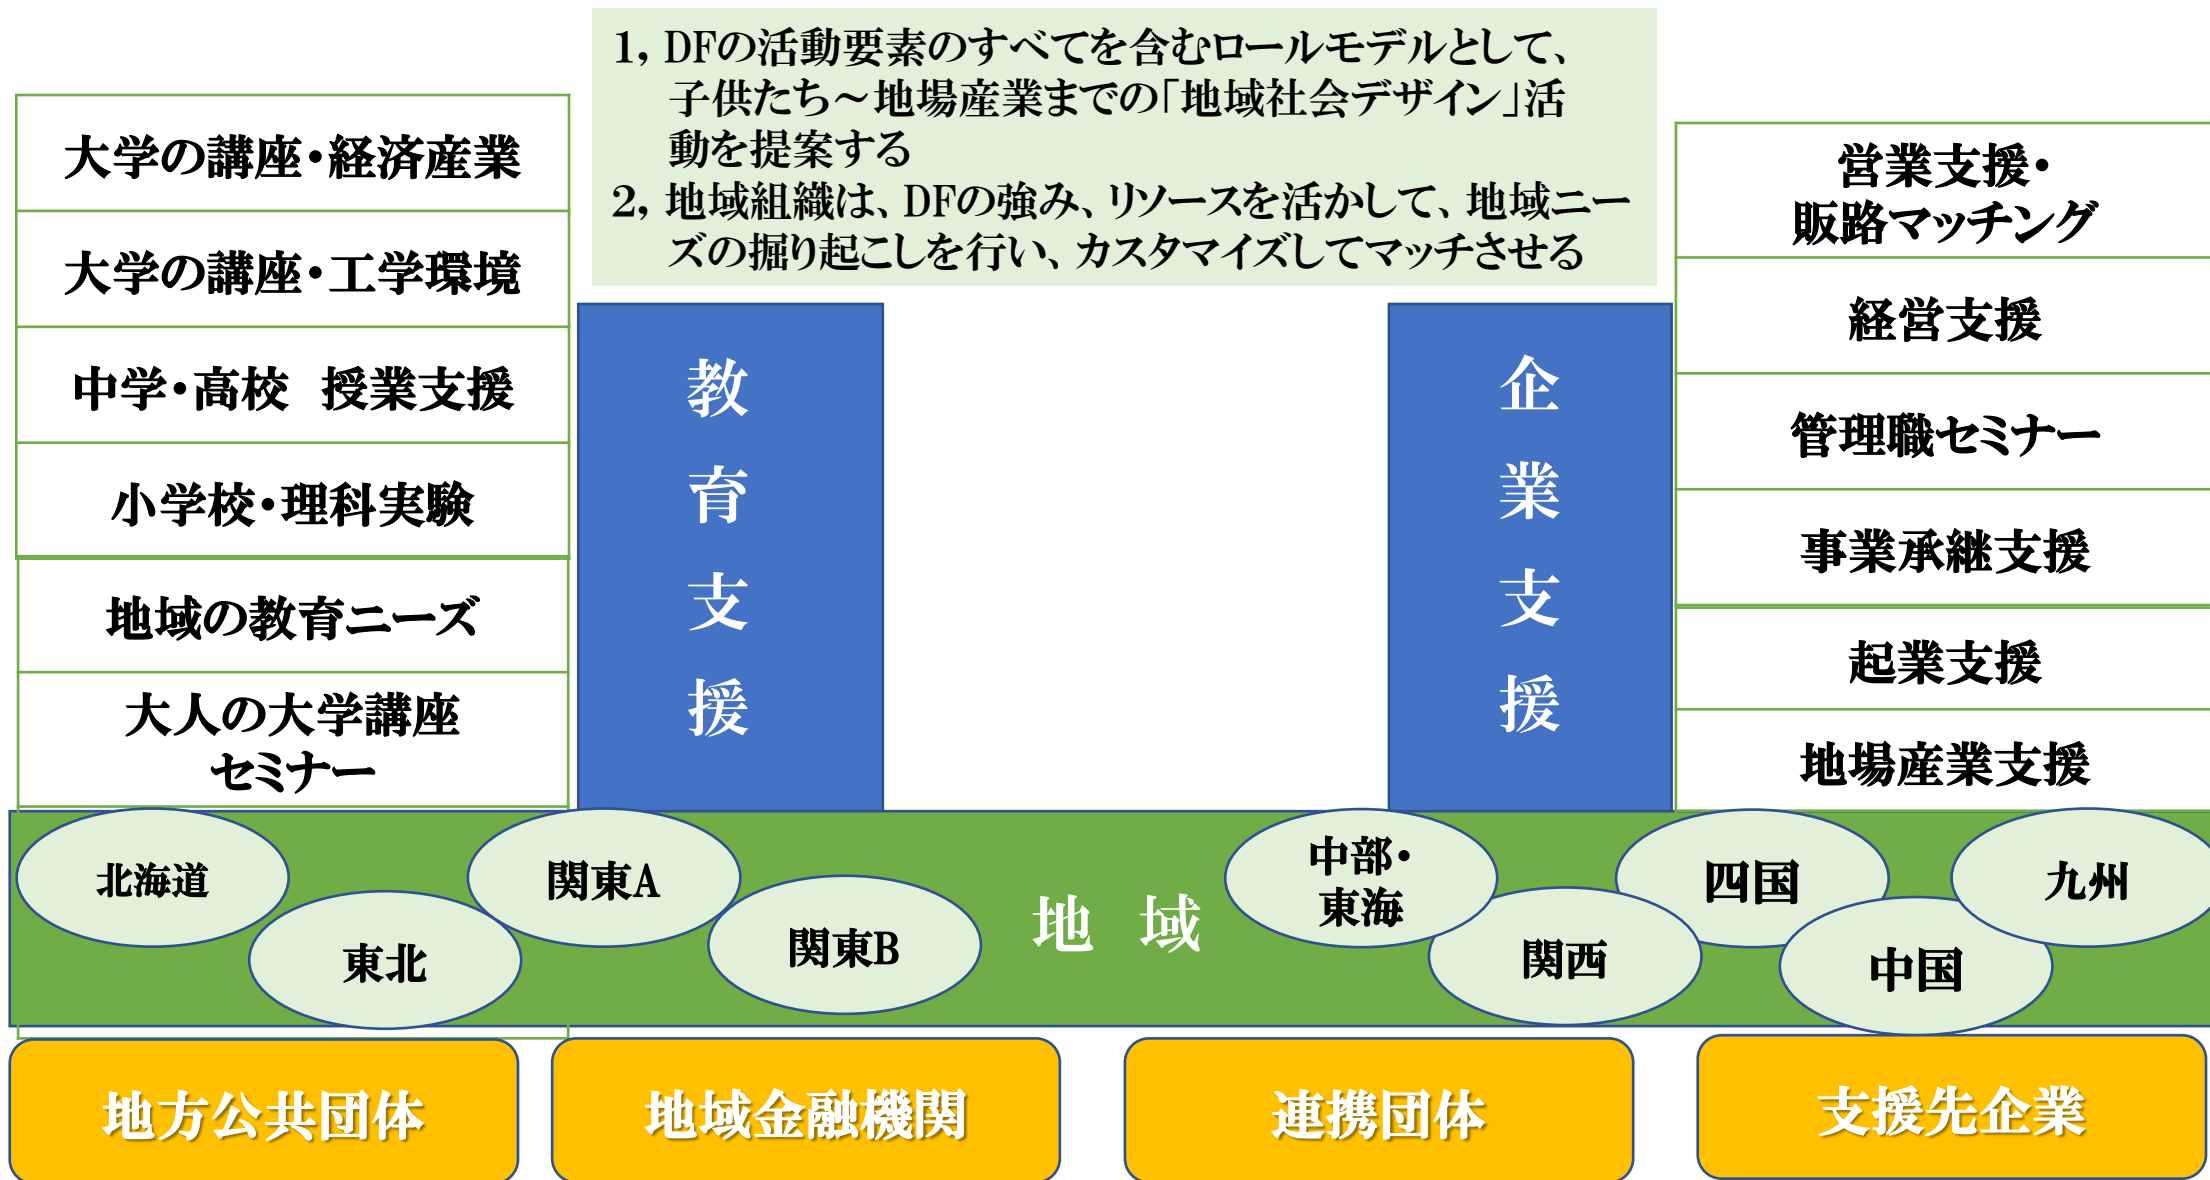 1, DFの活動要素のすべてを含むロールモデルとして、
子供たち～地場産業までの「地域社会デザイン」活
動を提案する
2, 地域組織は、DFの強み、リソースを活かして、地域ニー
ズの掘り起こしを行い、カスタマイズしてマッチさせる
大学の講座・経済産業
大学の講座・工学環境
中学・高校　授業支援
小学校・理科実験
地域の教育ニーズ
大人の大学講座
セミナー
教育支援
企業支援
営業支援・
販路マッチング
経営支援
管理職セミナー
事業承継支援
起業支援
地場産業支援
北海道
東北
関東A
関東B
地　域
中部・
東海
関西
四国
中国
九州
地方公共団体
地域金融機関
連携団体
支援先企業